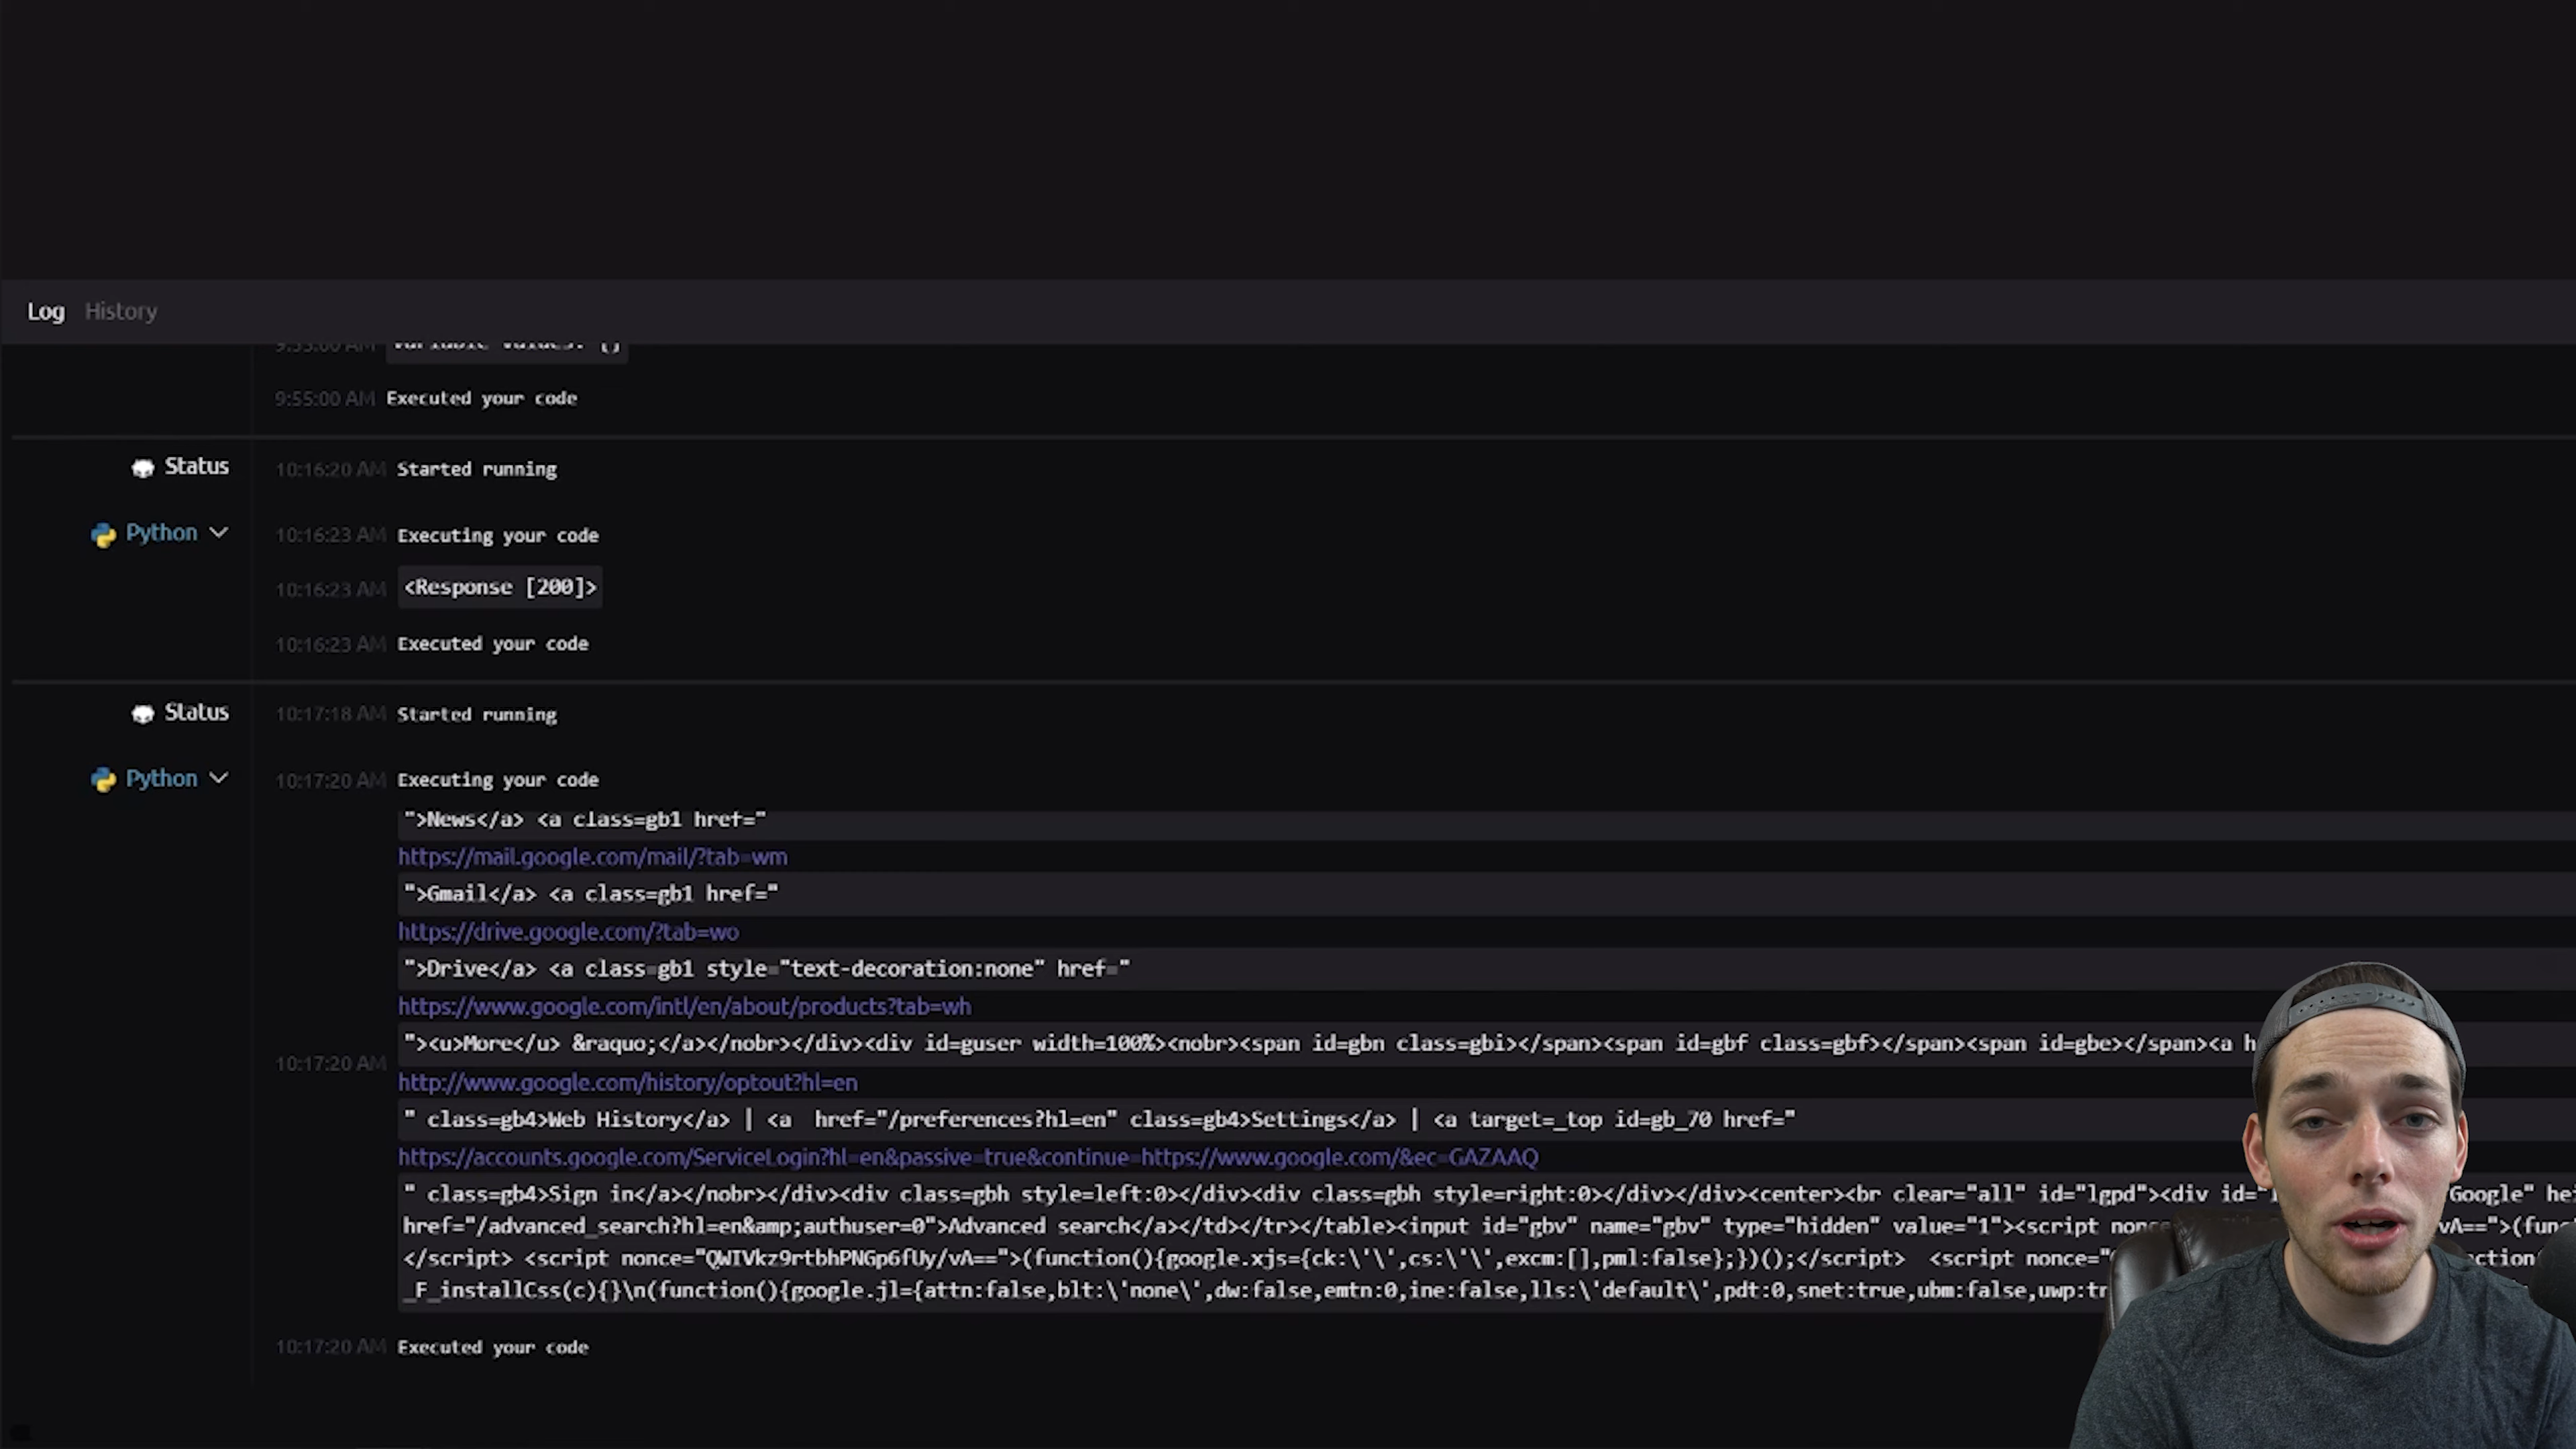 Log History
9:55:00 AM Variable values: {}
9:55:00 AM Executed your code
Status 10:16:20 AM Started running
Python 10:16:23 AM Executing your code
10:16:23 AM <Response [200]>
10:16:23 AM Executed your code
Status 10:17:18 AM Started running
Python 10:17:20 AM Executing your code
">News</a> <a class=gb1 href="
https://mail.google.com/mail/?tab=wm
">Gmail</a> <a class=gb1 href="
https://drive.google.com/?tab=wo
">Drive</a> <a class=gb1 style="text-decoration:none" href="
https://www.google.com/intl/en/about/products?tab=wh
"><u>More</u> &raquo;</a></nobr></div><div id=guser width=100%><nobr><span id=gbn class=gbi></span><span id=gbf class=gbf></span><span id=gbe></span><a h
10:17:20 AM
http://www.google.com/history/optout?hl=en
" class=gb4>Web History</a> | <a  href="/preferences?hl=en" class=gb4>Settings</a> | <a target=_top id=gb_70 href="
https://accounts.google.com/ServiceLogin?hl=en&passive=true&continue=https://www.google.com/&ec=GAZAAQ
" class=gb4>Sign in</a></nobr></div><div class=gbh style=left:0></div><div class=gbh style=right:0></div></div><center><br clear="all" id="lgpd"><div id="l Google" hei
href="/advanced_search?hl=en&amp;authuser=0">Advanced search</a></td></tr></table><input id="gbv" name="gbv" type="hidden" value="1"><script nonce vA==">(func
</script> <script nonce="QWIVkz9rtbhPNGp6fUy/vA==">(function(){google.xjs={ck:\'\',cs:\'\',excm:[],pml:false};})();</script>  <script nonce=" nction(
_F_installCss(c){}\n(function(){google.jl={attn:false,blt:\'none\',dw:false,emtn:0,ine:false,lls:\'default\',pdt:0,snet:true,ubm:false,uwp:tr
10:17:20 AM Executed your code